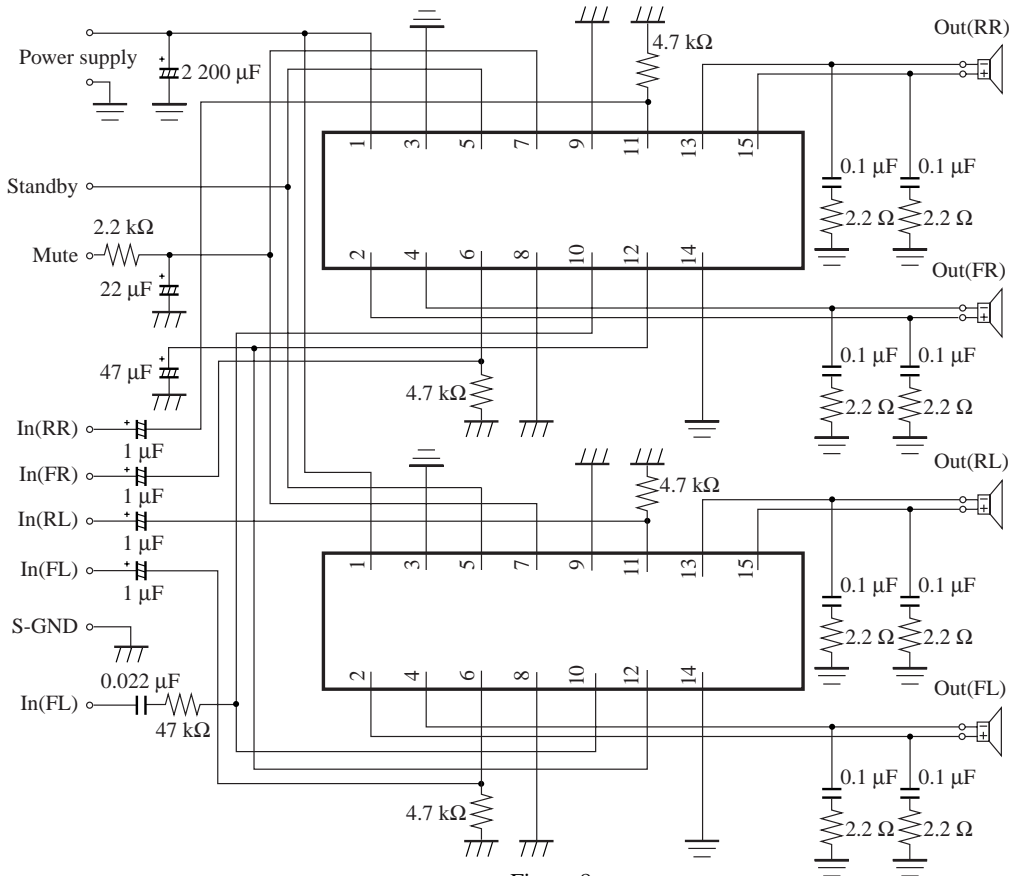 4.7 kΩ
Out(RR)
Power supply
+
2 200 µF
−
+
1 3 5 7 9 11 13 15
0.1 µF 0.1 µF
Standby
2.2 Ω 2.2 Ω
2.2 kΩ
Mute
2 4 6 8 10 12 14
+
22 µF
Out(FR)
−
+
+
47 µF
0.1 µF 0.1 µF
4.7 kΩ
2.2 Ω 2.2 Ω
In(RR)
+
1 µF
Out(RL)
In(FR)
+
1 µF
4.7 kΩ
−
+
In(RL)
+
1 µF
In(FL)
+
1 µF
1 3 5 7 9 11 13 15
0.1 µF 0.1 µF
S-GND
2.2 Ω 2.2 Ω
0.022 µF
2 4 6 8 10 12 14
Out(FL)
In(FL)
47 kΩ
−
+
0.1 µF 0.1 µF
4.7 kΩ
2.2 Ω 2.2 Ω